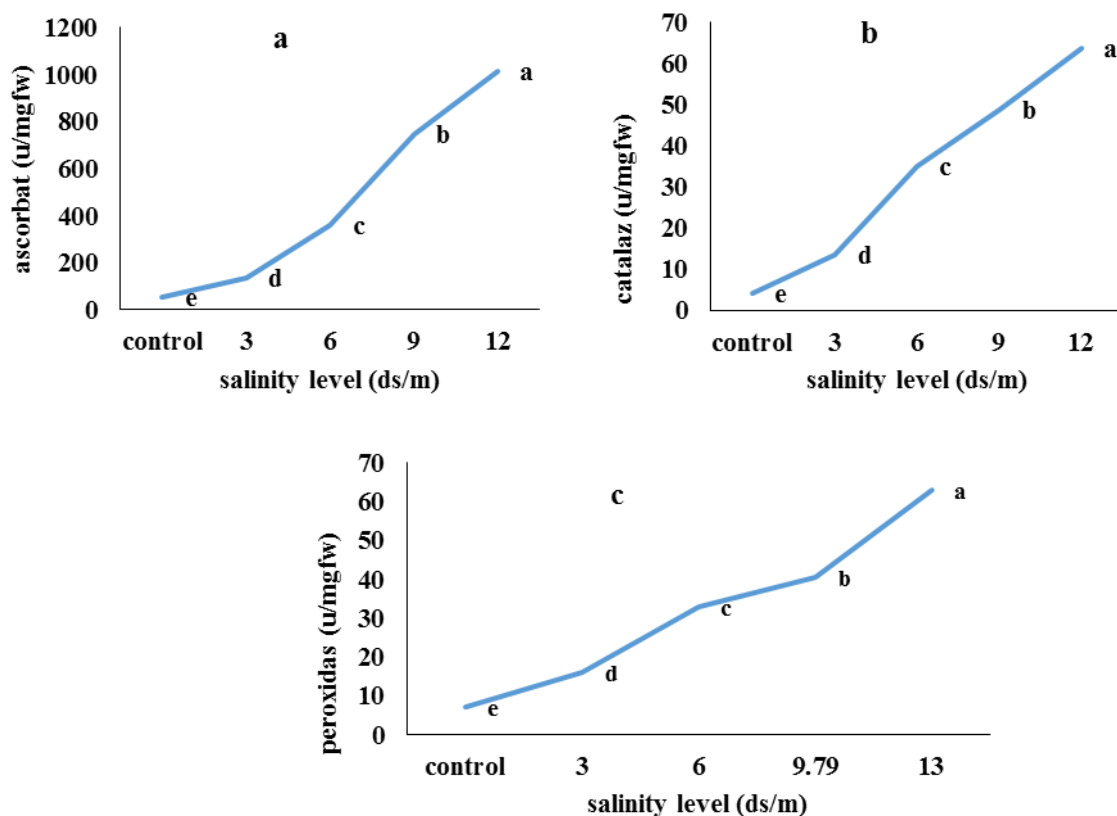 a
ascorbat (u/mgfw)
1200
1000
800
600
400
200
0
a
b
c
d
e
control 3 6 9 12
salinity level (ds/m)
b
catalaz (u/mgfw)
70
60
50
40
30
20
10
0
a
b
c
d
e
control 3 6 9 12
salinity level (ds/m)
c
peroxidas (u/mgfw)
70
60
50
40
30
20
10
0
a
b
c
d
e
control 3 6 9.79 13
salinity level (ds/m)